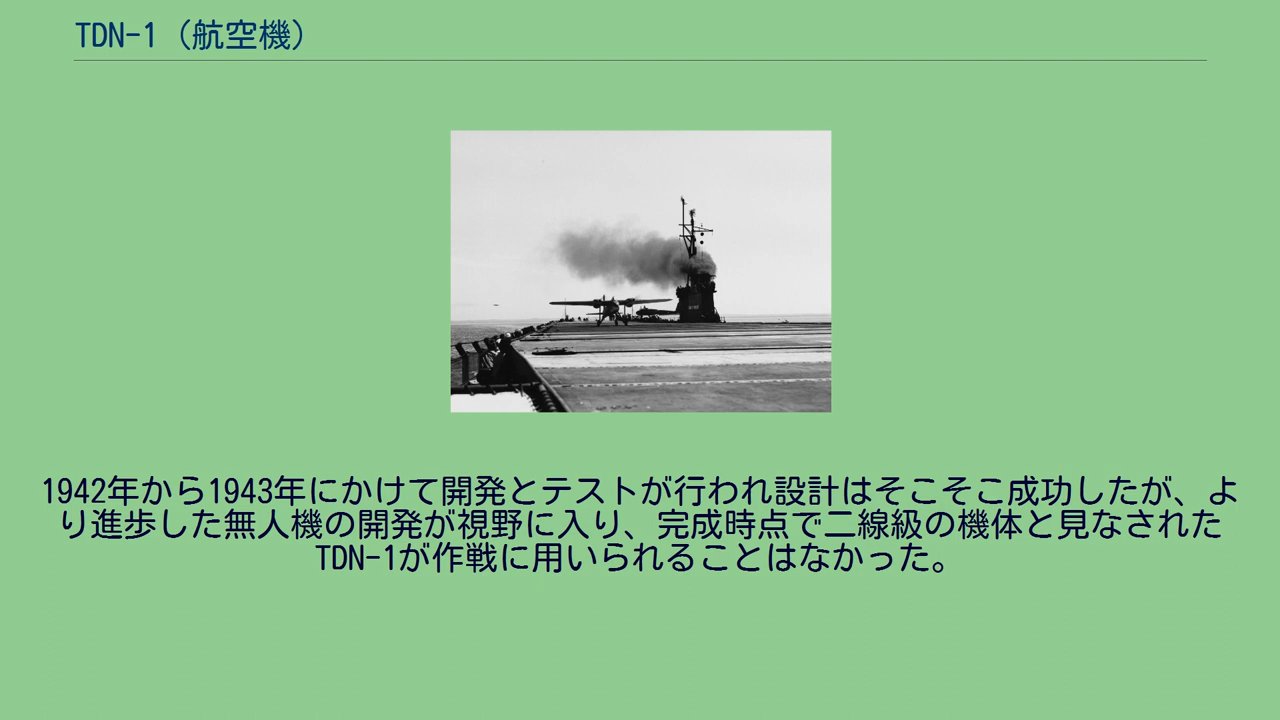 TDN-1（航空機）
1942年から1943年にかけて開発とテストが行われ設計はそこそこ成功したが、よ
り進歩した無人機の開発が視野に入り、完成時点で二線級の機体と見なされた
TDN-1が作戦に用いられることはなかった。